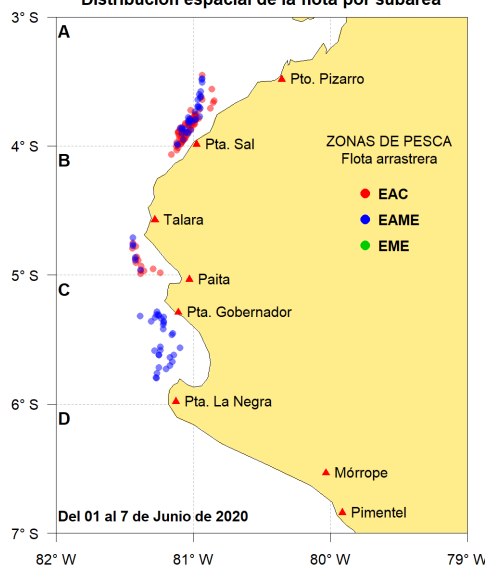 Distribución espacial de la flota por subárea
3° S
A
Pto. Pizarro
ZONAS DE PESCA
Flota arrastrera
4° S
Pta. Sal
B
EAC
EAME
EME
Talara
5° S
Paita
C
Pta. Gobernador
6° S
Pta. La Negra
D
Mórrope
Pimentel
Del 01 al 7 de Junio de 2020
7° S
82° W 81° W 80° W 79° W